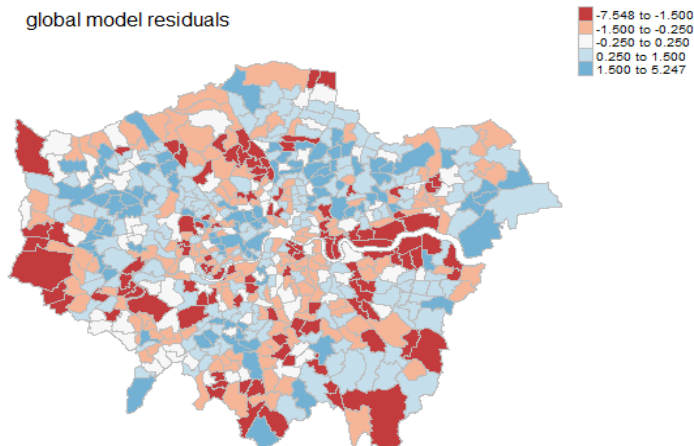 global model residuals
-7.548 to -1.500
-1.500 to -0.250
-0.250 to 0.250
0.250 to 1.500
1.500 to 5.247